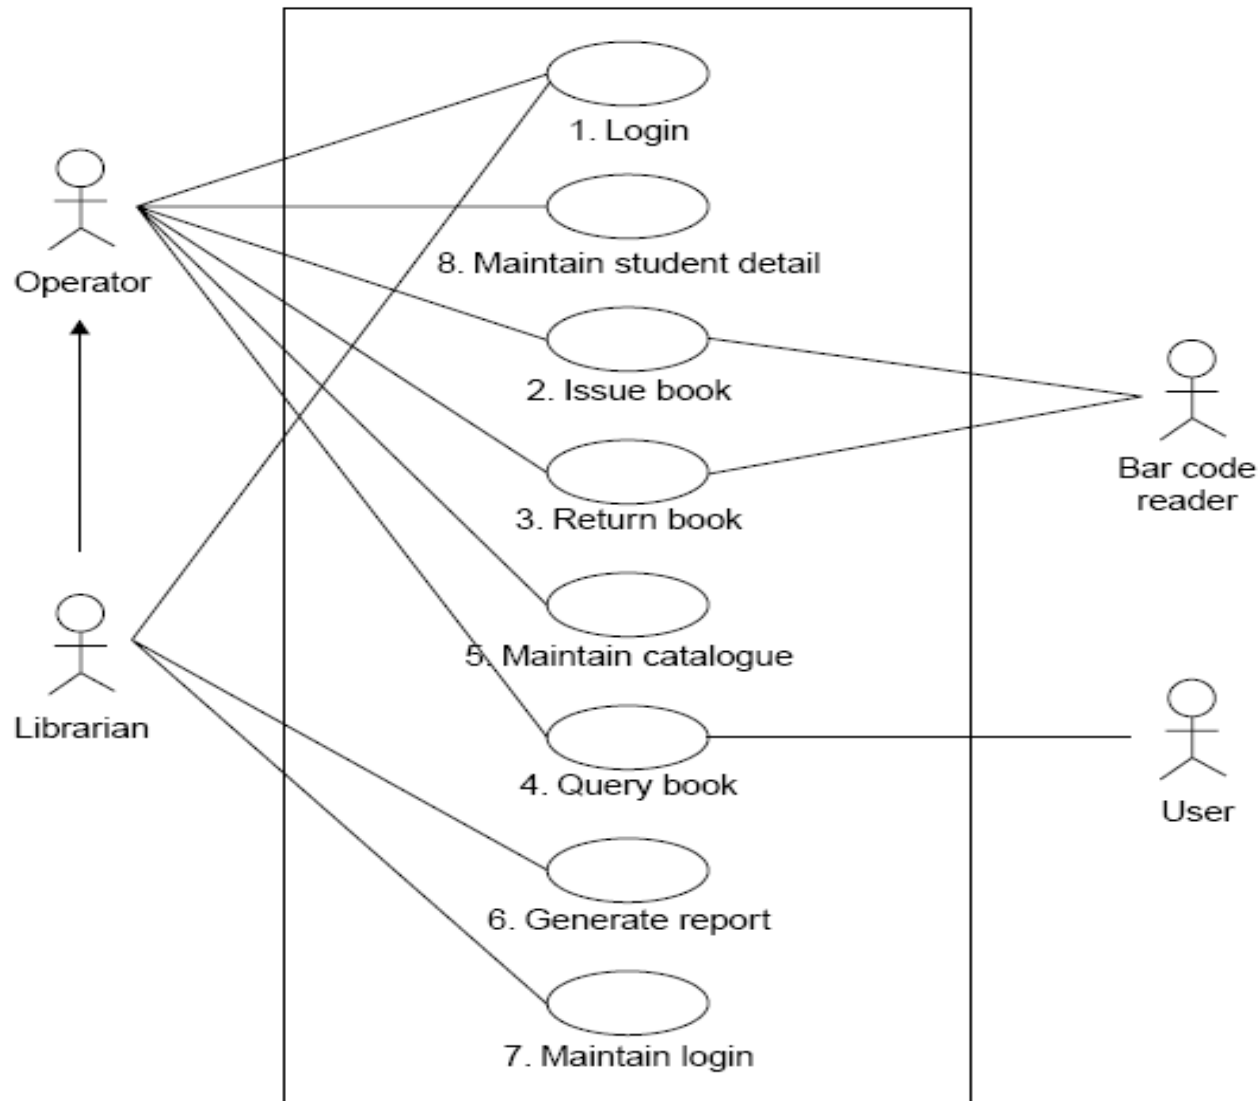 1. Login
8. Maintain student detail
Operator
2. Issue book
Bar code
reader
3. Return book
5. Maintain catalogue
Librarian
4. Query book
User
6. Generate report
7. Maintain login